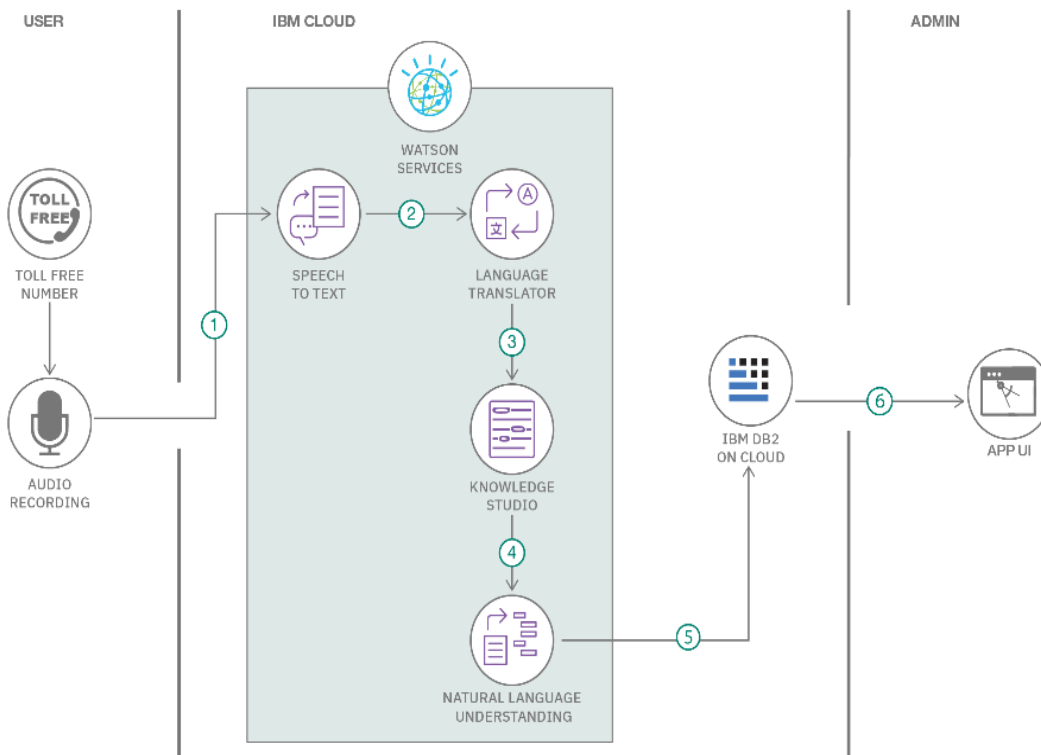 USER
IBM CLOUD
ADMIN
WATSON
SERVICES
TOLL
FREE
TOLL FREE
NUMBER
1
AUDIO
RECORDING
SPEECH
TO TEXT
2
A
文
LANGUAGE
TRANSLATOR
3
KNOWLEDGE
STUDIO
4
NATURAL LANGUAGE
UNDERSTANDING
5
IBM DB2
ON CLOUD
6
APP UI